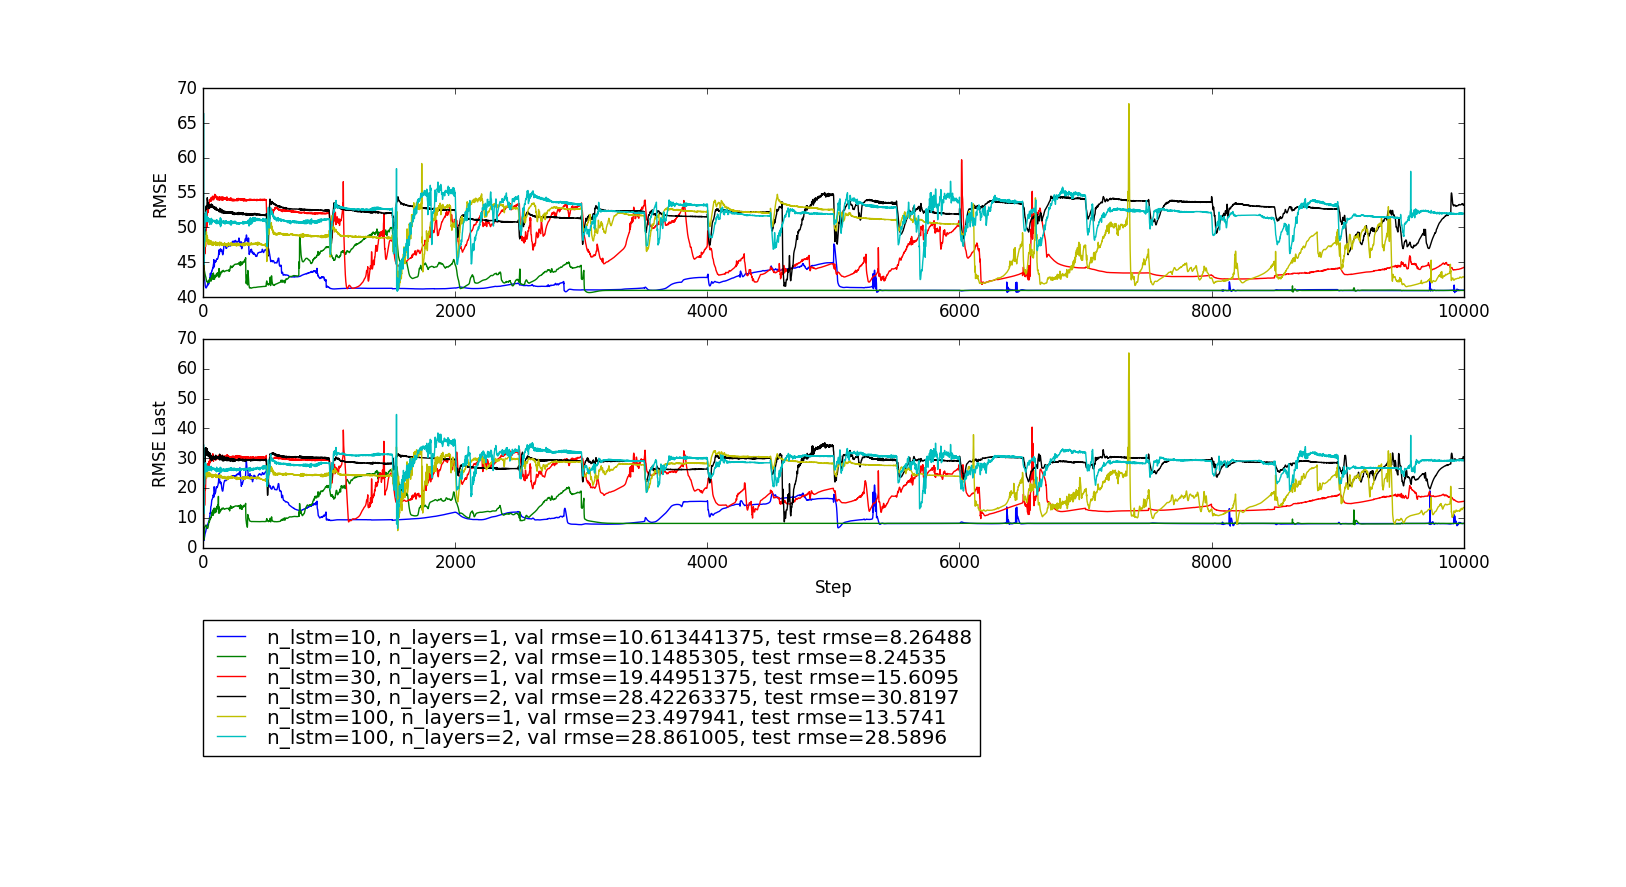 70
65
60
55
50
45
40
RMSE
0 2000 4000 6000 8000 10000
70
60
50
40
30
20
10
0
RMSE Last
0 2000 4000 6000 8000 10000
Step
n_lstm=10, n_layers=1, val rmse=10.613441375, test rmse=8.26488
n_lstm=10, n_layers=2, val rmse=10.1485305, test rmse=8.24535
n_lstm=30, n_layers=1, val rmse=19.44951375, test rmse=15.6095
n_lstm=30, n_layers=2, val rmse=28.42263375, test rmse=30.8197
n_lstm=100, n_layers=1, val rmse=23.497941, test rmse=13.5741
n_lstm=100, n_layers=2, val rmse=28.861005, test rmse=28.5896